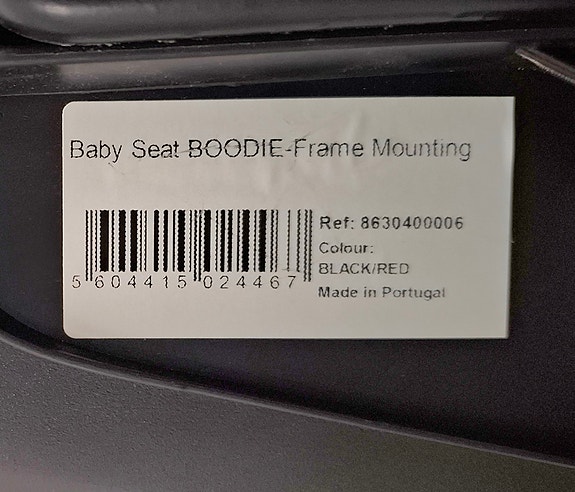 Baby Seat BOODIE-Frame Mounting
Ref: 8630400006
Colour:
BLACK/RED
Made in Portugal
5 604415 024467